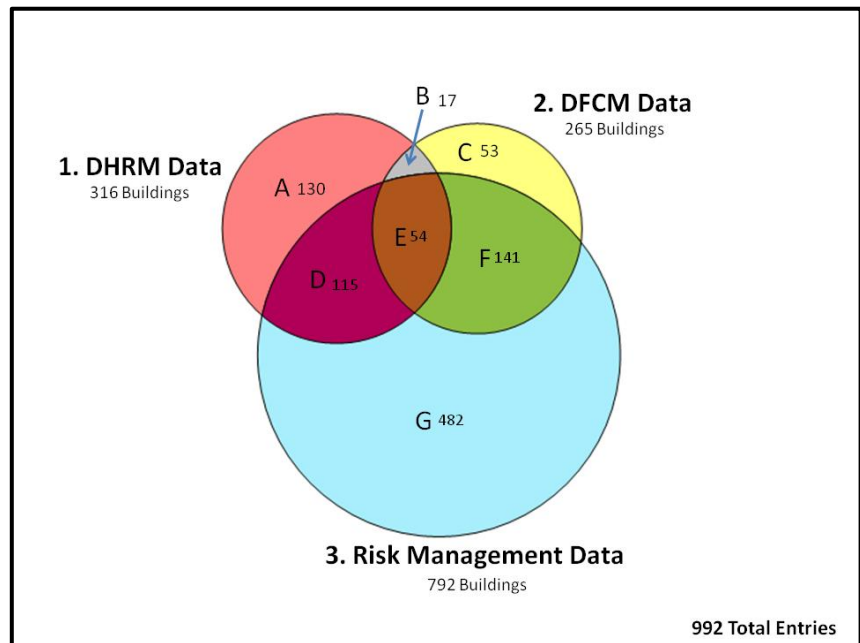 B 17
2. DFCM Data
265 Buildings
C 53
1. DHRM Data
316 Buildings
A 130
E 54
F 141
D 115
G 482
3. Risk Management Data
792 Buildings
992 Total Entries